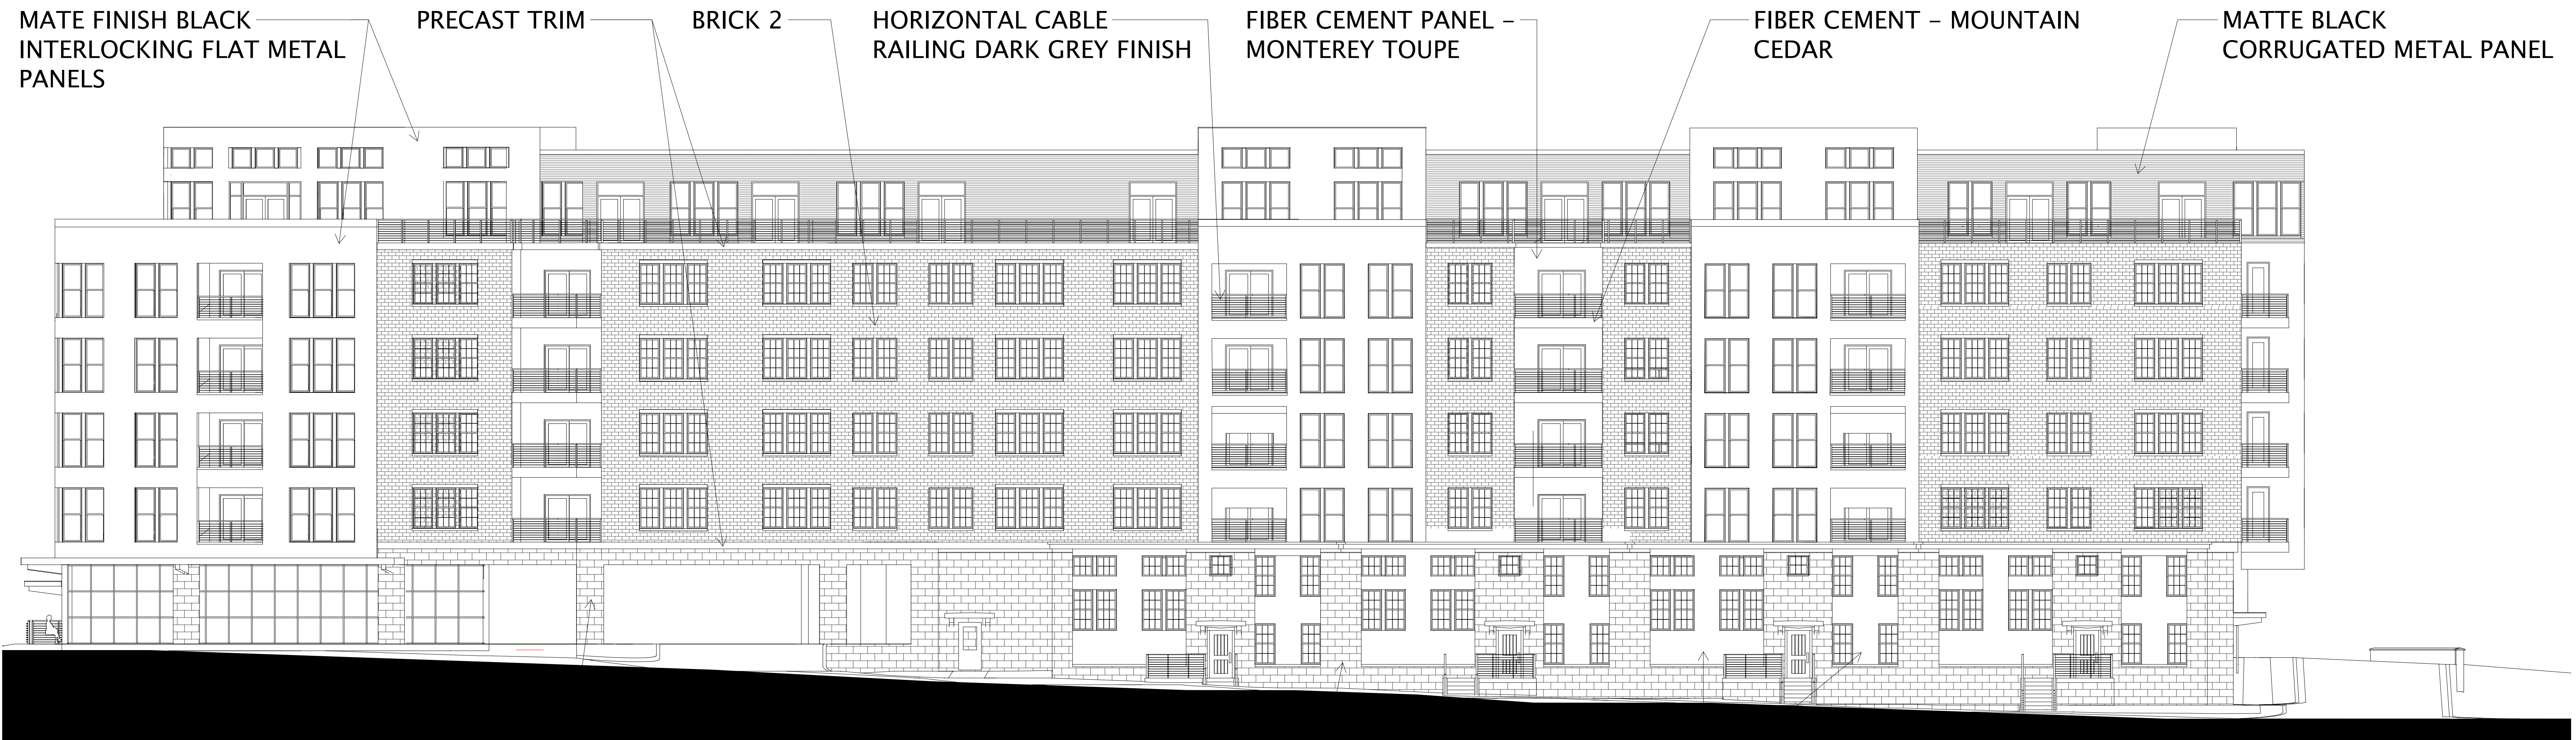 MATE FINISH BLACK
INTERLOCKING FLAT METAL
PANELS
PRECAST TRIM
BRICK 2
HORIZONTAL CABLE
RAILING DARK GREY FINISH
FIBER CEMENT PANEL –
MONTEREY TOUPE
FIBER CEMENT – MOUNTAIN
CEDAR
MATTE BLACK
CORRUGATED METAL PANEL